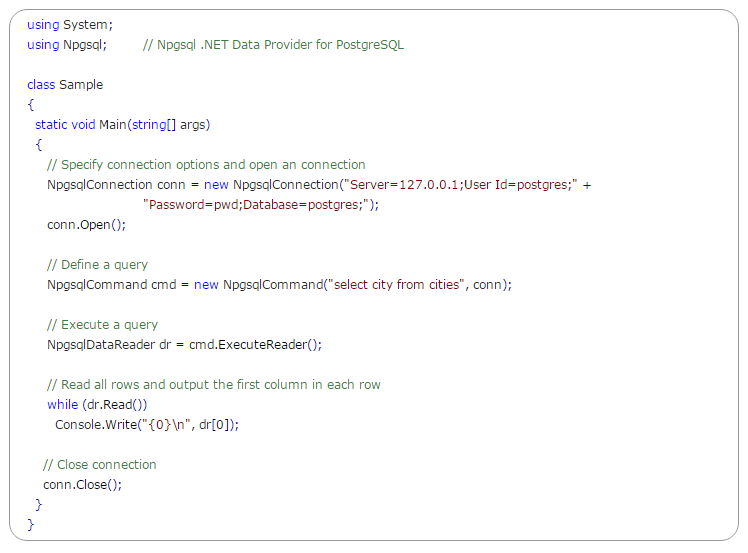 using System;
using Npgsql;         // Npgsql .NET Data Provider for PostgreSQL

class Sample
{
  static void Main(string[] args)
  {
     // Specify connection options and open an connection
     NpgsqlConnection conn = new NpgsqlConnection("Server=127.0.0.1;User Id=postgres;" +
                             "Password=pwd;Database=postgres;");
     conn.Open();

     // Define a query
     NpgsqlCommand cmd = new NpgsqlCommand("select city from cities", conn);

     // Execute a query
     NpgsqlDataReader dr = cmd.ExecuteReader();

     // Read all rows and output the first column in each row
     while (dr.Read())
       Console.Write("{0}\n", dr[0]);

    // Close connection
    conn.Close();
  }
}